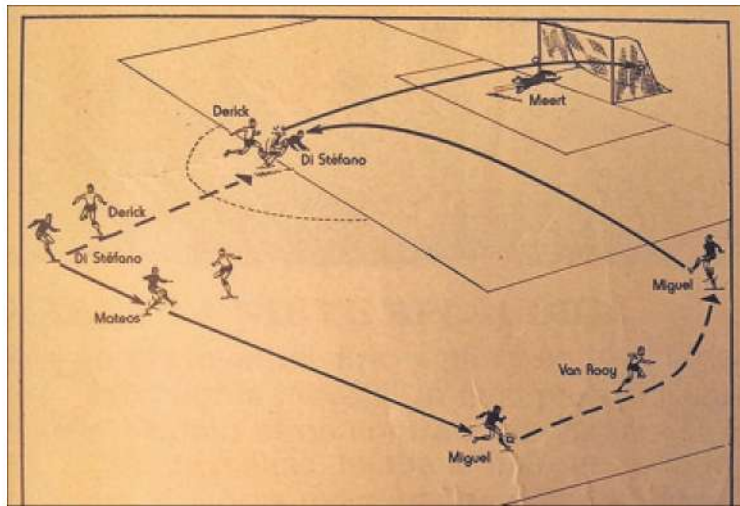 Meert
Derick
Di Stéfano
Derick
Di Stéfano
Miguel
Mateos
Van Rooy
Miguel